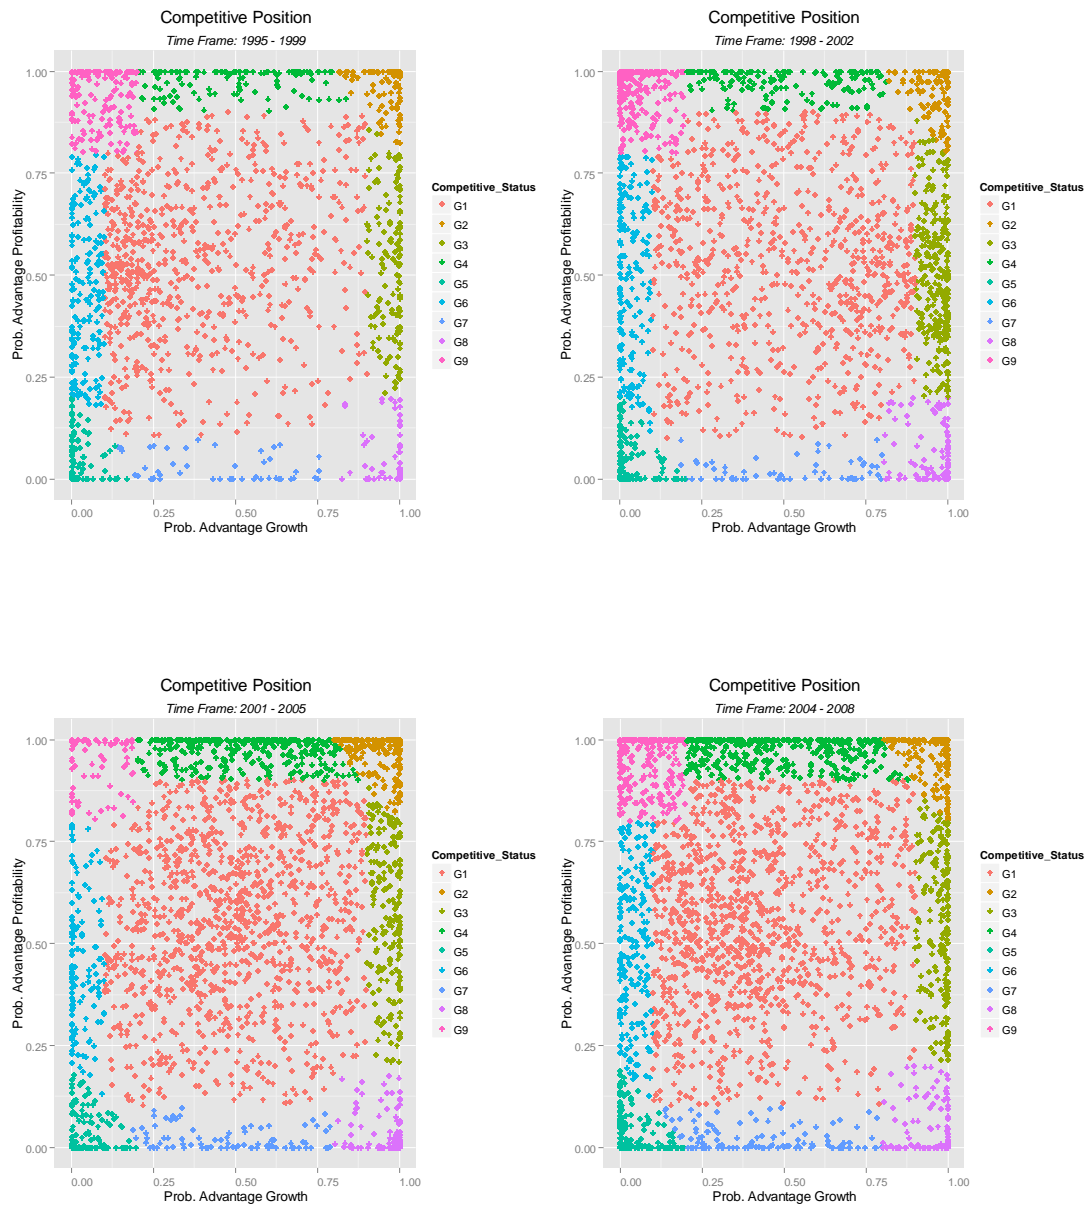 Competitive Position
Time Frame: 1995 - 1999
1.00
0.75
0.50
0.25
0.00
Prob. Advantage Profitability
0.00 0.25 0.50 0.75 1.00
Prob. Advantage Growth
Competitive_Status
G1
G2
G3
G4
G5
G6
G7
G8
G9
Competitive Position
Time Frame: 1998 - 2002
1.00
0.75
0.50
0.25
0.00
Prob. Advantage Profitability
0.00 0.25 0.50 0.75 1.00
Prob. Advantage Growth
Competitive_Status
G1
G2
G3
G4
G5
G6
G7
G8
G9
Competitive Position
Time Frame: 2001 - 2005
1.00
0.75
0.50
0.25
0.00
Prob. Advantage Profitability
0.00 0.25 0.50 0.75 1.00
Prob. Advantage Growth
Competitive_Status
G1
G2
G3
G4
G5
G6
G7
G8
G9
Competitive Position
Time Frame: 2004 - 2008
1.00
0.75
0.50
0.25
0.00
Prob. Advantage Profitability
0.00 0.25 0.50 0.75 1.00
Prob. Advantage Growth
Competitive_Status
G1
G2
G3
G4
G5
G6
G7
G8
G9